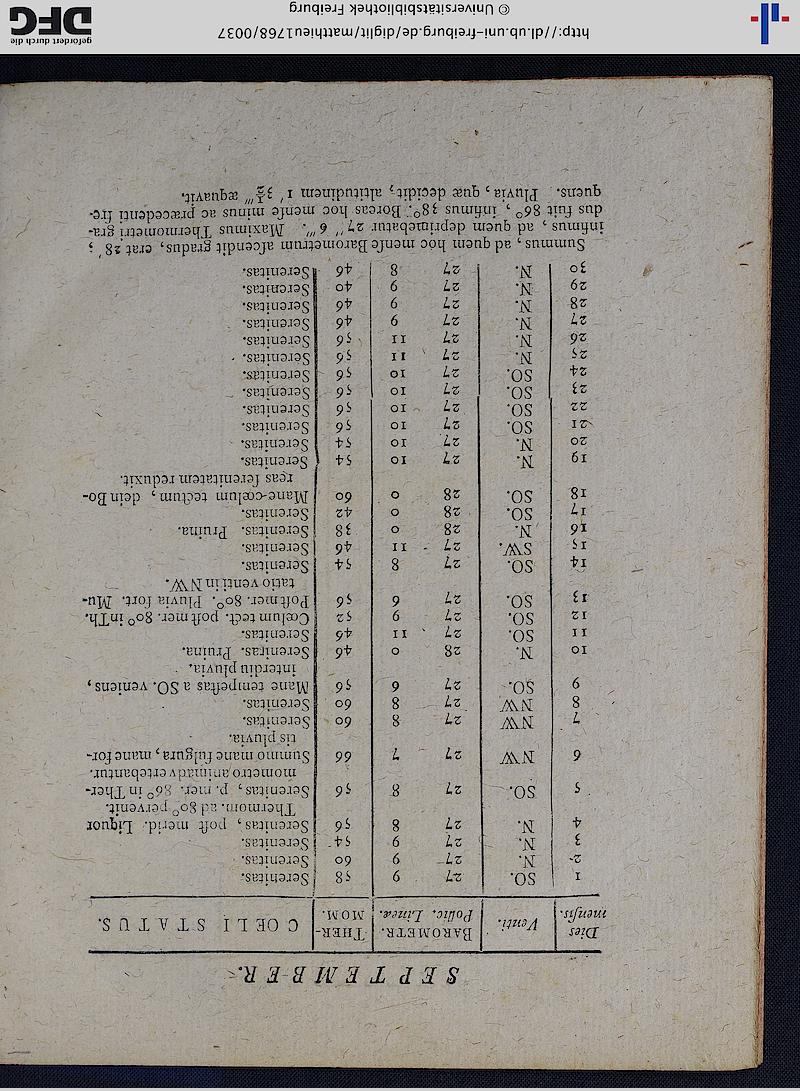 SEPTEMBER.
Dies mensis. Venti. BAROMETR. Pollic. Lineæ. THERMOM. COELI STATUS.
1 SO. 27 9 58 Serenitas.
2 N. 27 9 60 Serenitas.
3 N. 27 9 54 Serenitas.
4 N. 27 8 56 Serenitas, post merid. Liquor
Thermom. ad 80° pervenit.
5 SO. 27 8 56 Serenitas, p. mer. 86° in Ther-
mometro animadvertebantur.
6 NW 27 7 66 Summo mane fulgura, mane for-
tis pluvia.
7 NW 27 8 60 Serenitas.
8 NW 27 8 60 Serenitas.
9 SO. 27 6 56 Mane tempestas a SO. veniens,
interdiu pluvia.
10 N. 28 0 46 Serenitas. Pruina.
11 SO. 27 11 46 Serenitas.
12 SO. 27 9 52 Cœlum tect. post mer. 80° in Th.
13 SO. 27 6 56 Postmer. 80°. Pluvia fort. Mu-
tatio venti in NW.
14 SO. 27 8 54 Serenitas.
15 SW. 27 11 46 Serenitas.
16 N. 28 0 38 Serenitas. Pruina.
17 SO. 28 0 42 Serenitas.
18 SO. 28 0 60 Mane cœlum tectum, dein Bo-
reas serenitatem reduxit.
19 N. 27 10 54 Serenitas.
20 N. 27 10 54 Serenitas.
21 SO. 27 10 56 Serenitas.
22 SO. 27 10 56 Serenitas.
23 SO. 27 10 56 Serenitas.
24 SO. 27 10 56 Serenitas.
25 N. 27 11 56 Serenitas.
26 N. 27 11 56 Serenitas.
27 N. 27 9 46 Serenitas.
28 N. 27 9 46 Serenitas.
29 N. 27 9 40 Serenitas.
30 N. 27 8 46 Serenitas.
Summus, ad quem hoc mense Barometrum ascendit gradus, erat 28′,
infimus, ad quem deprimebatur 27″ 6‴. Maximus Thermometri gra-
dus fuit 86°, infimus 38°. Boreas hoc mense minus ac præcedenti fre-
quens. Pluvia, quæ decidit, altitudinem 1′ æquavit.
http://dl.ub.uni-freiburg.de/diglit/matthieu1768/0037
© Universitätsbibliothek Freiburg
gefördert durch die
DFG